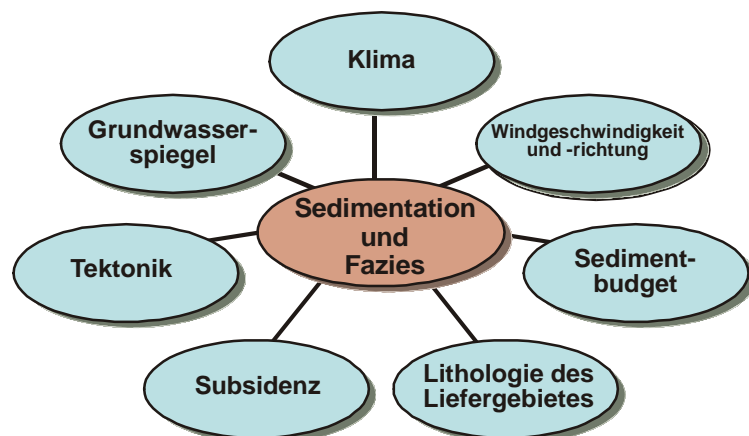 Klima
Grundwasser-
spiegel
Windgeschwindigkeit
und -richtung
Sedimentation
und
Fazies
Tektonik
Sediment-
budget
Subsidenz
Lithologie des
Liefergebietes